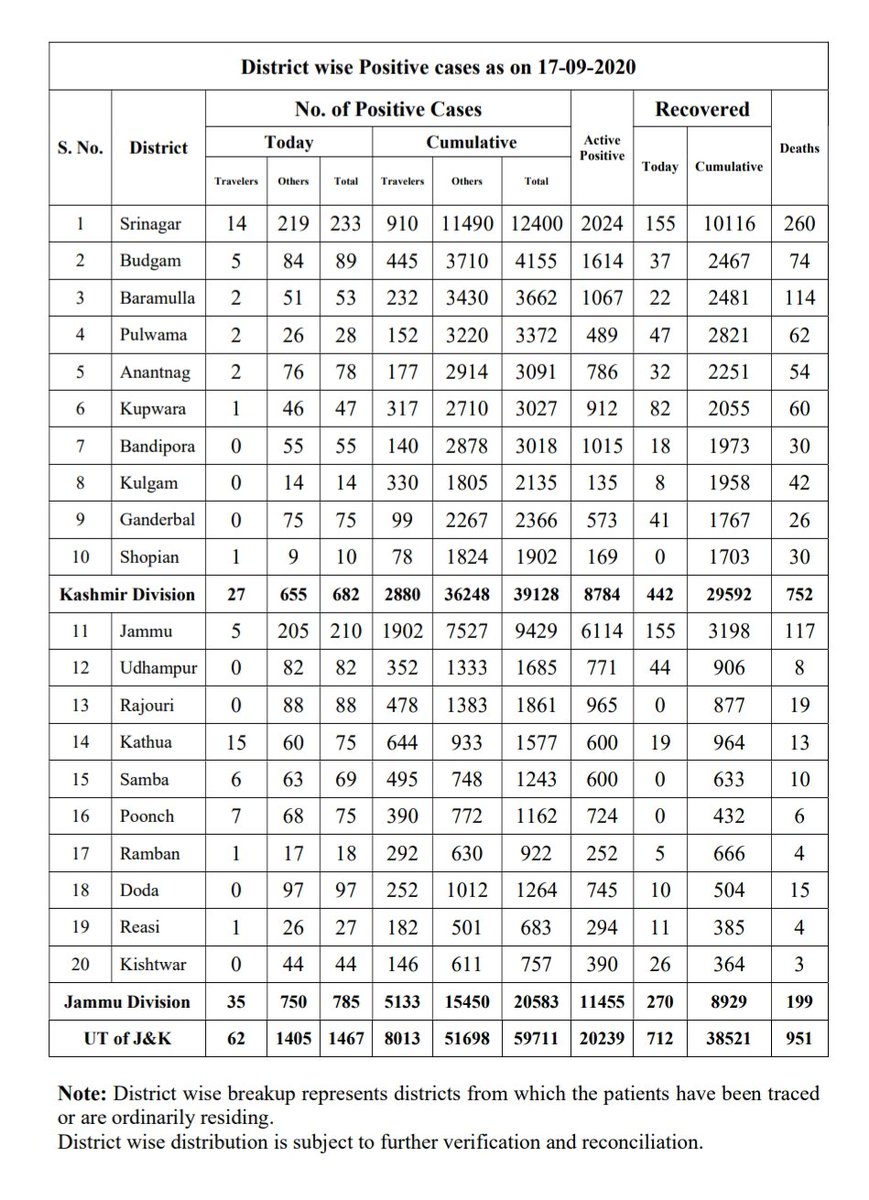 District wise Positive cases as on 17-09-2020
S. No. District No. of Positive Cases Active Positive Recovered Deaths
Today Cumulative Today Cumulative
Travelers Others Total Travelers Others Total
1 Srinagar 14 219 233 910 11490 12400 2024 155 10116 260
2 Budgam 5 84 89 445 3710 4155 1614 37 2467 74
3 Baramulla 2 51 53 232 3430 3662 1067 22 2481 114
4 Pulwama 2 26 28 152 3220 3372 489 47 2821 62
5 Anantnag 2 76 78 177 2914 3091 786 32 2251 54
6 Kupwara 1 46 47 317 2710 3027 912 82 2055 60
7 Bandipora 0 55 55 140 2878 3018 1015 18 1973 30
8 Kulgam 0 14 14 330 1805 2135 135 8 1958 42
9 Ganderbal 0 75 75 99 2267 2366 573 41 1767 26
10 Shopian 1 9 10 78 1824 1902 169 0 1703 30
Kashmir Division 27 655 682 2880 36248 39128 8784 442 29592 752
11 Jammu 5 205 210 1902 7527 9429 6114 155 3198 117
12 Udhampur 0 82 82 352 1333 1685 771 44 906 8
13 Rajouri 0 88 88 478 1383 1861 965 0 877 19
14 Kathua 15 60 75 644 933 1577 600 19 964 13
15 Samba 6 63 69 495 748 1243 600 0 633 10
16 Poonch 7 68 75 390 772 1162 724 0 432 6
17 Ramban 1 17 18 292 630 922 252 5 666 4
18 Doda 0 97 97 252 1012 1264 745 10 504 15
19 Reasi 1 26 27 182 501 683 294 11 385 4
20 Kishtwar 0 44 44 146 611 757 390 26 364 3
Jammu Division 35 750 785 5133 15450 20583 11455 270 8929 199
UT of J&K 62 1405 1467 8013 51698 59711 20239 712 38521 951
Note: District wise breakup represents districts from which the patients have been traced
or are ordinarily residing.
District wise distribution is subject to further verification and reconciliation.